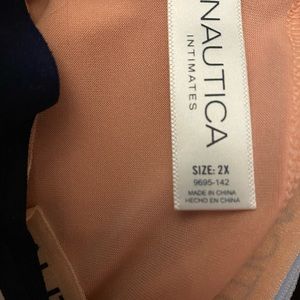 NAUTICA
INTIMATES
SIZE: 2X
9695-142
MADE IN CHINA
HECHO EN CHINA